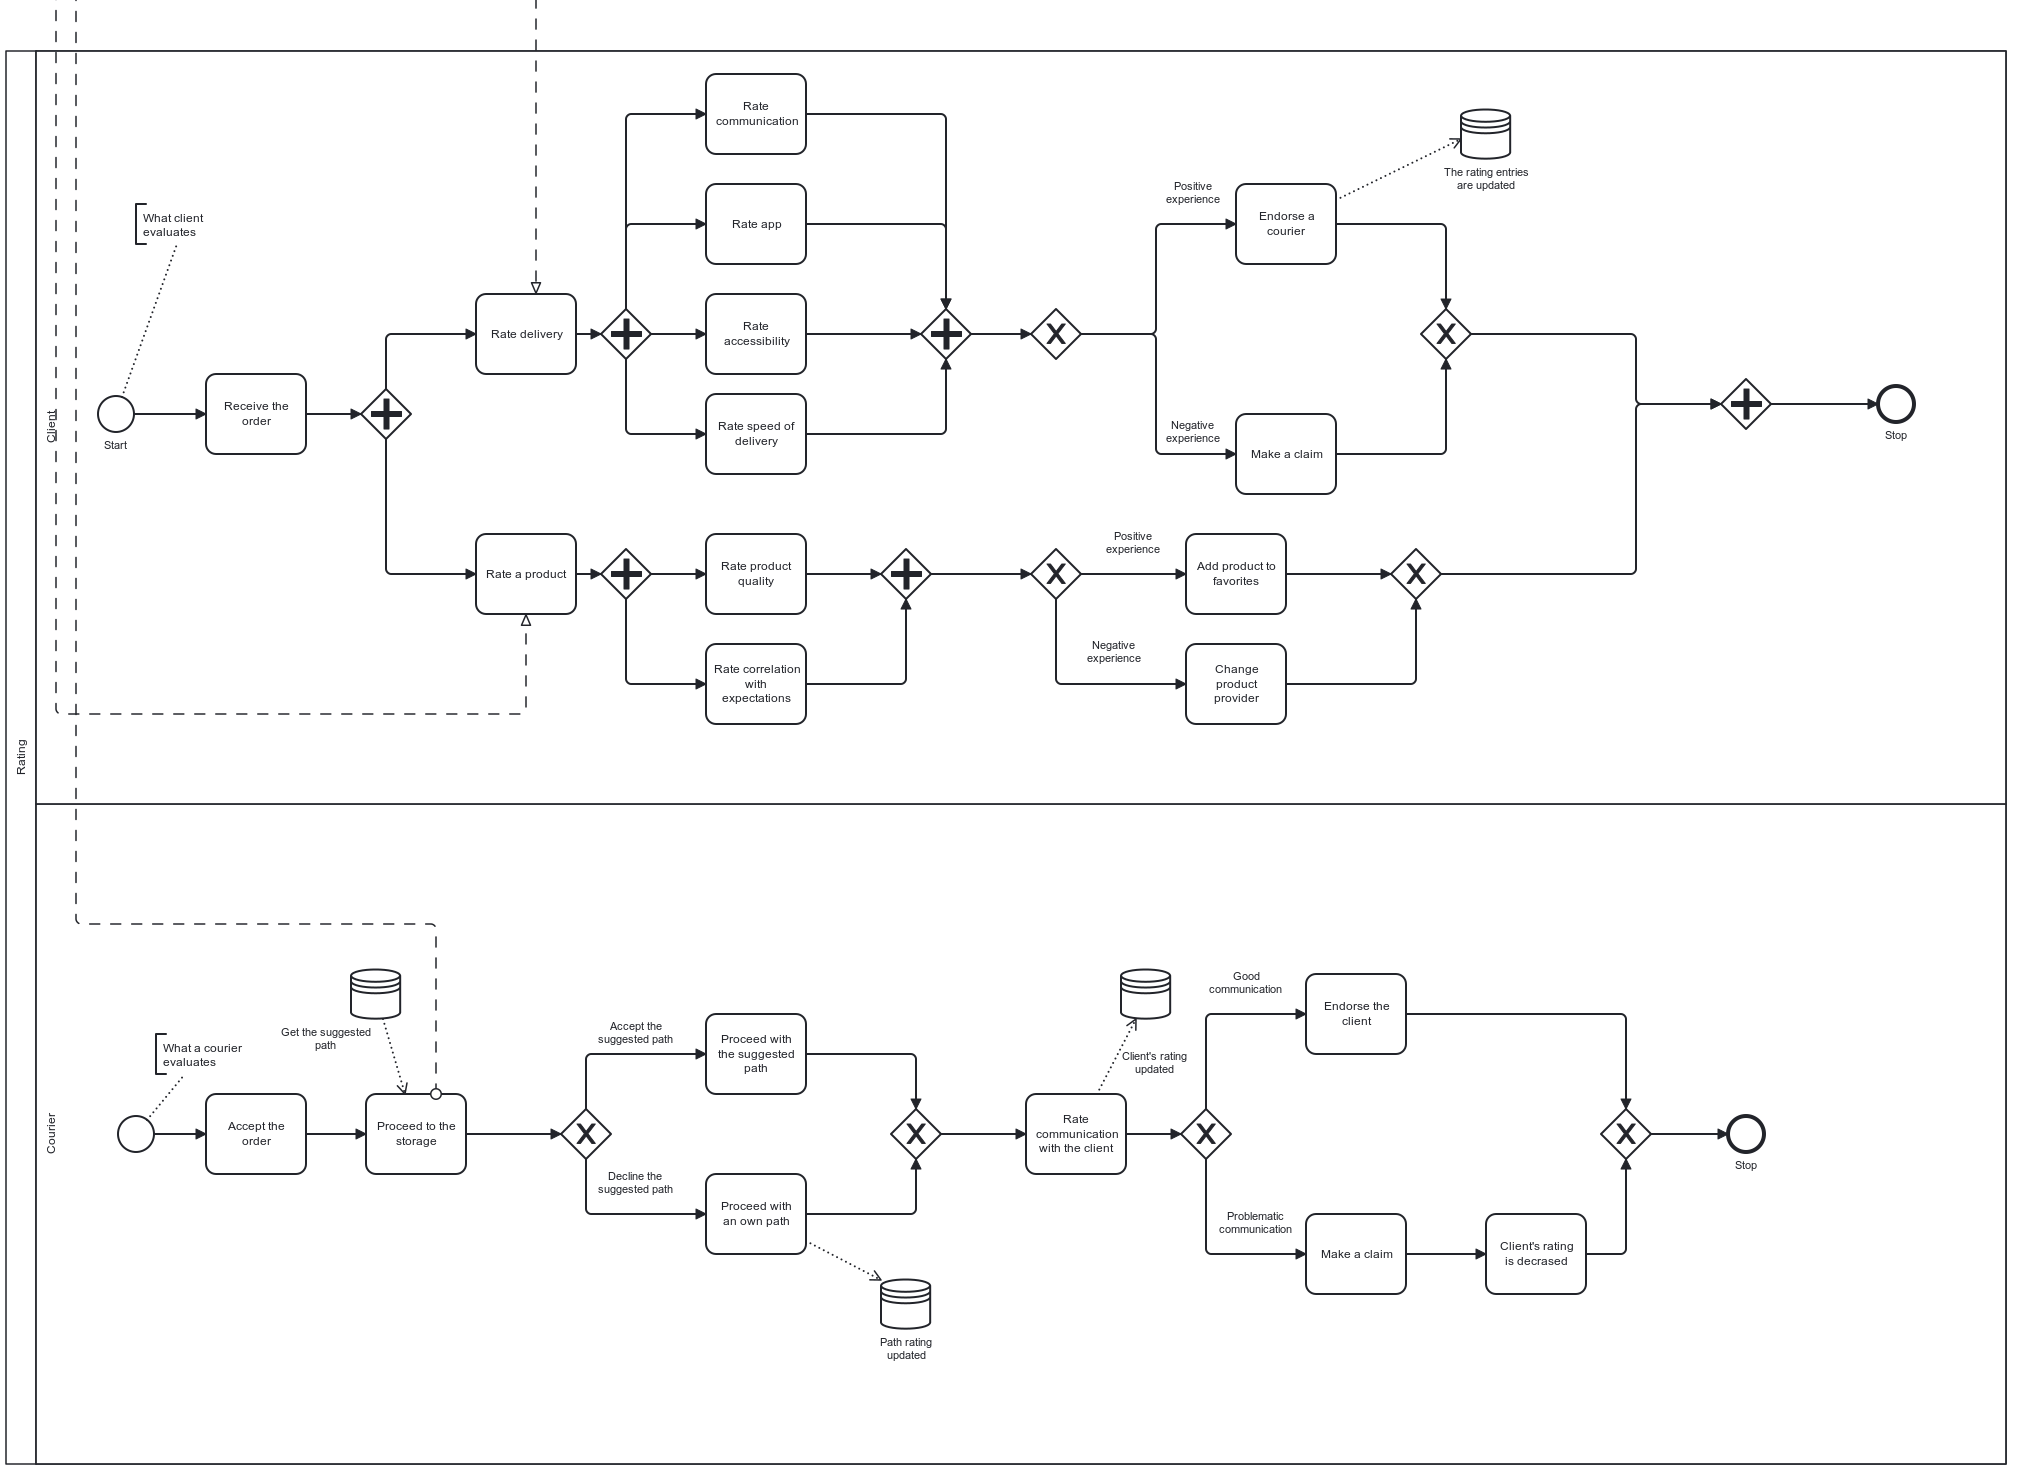 Rating
Client
What client
evaluates
Start
Receive the
order
Rate delivery
Rate
communication
Rate app
Rate
accessibility
Rate speed of
delivery
Positive
experience
Endorse a
courier
The rating entries
are updated
Negative
experience
Make a claim
Stop
Rate a product
Rate product
quality
Rate correlation
with
expectations
Positive
experience
Add product to
favorites
Negative
experience
Change
product
provider
Courier
What a courier
evaluates
Accept the
order
Get the suggested
path
Proceed to the
storage
Accept the
suggested path
Proceed with
the suggested
path
Decline the
suggested path
Proceed with
an own path
Path rating
updated
Rate
communication
with the client
Client's rating
updated
Good
communication
Endorse the
client
Problematic
communication
Make a claim
Client's rating
is decrased
Stop